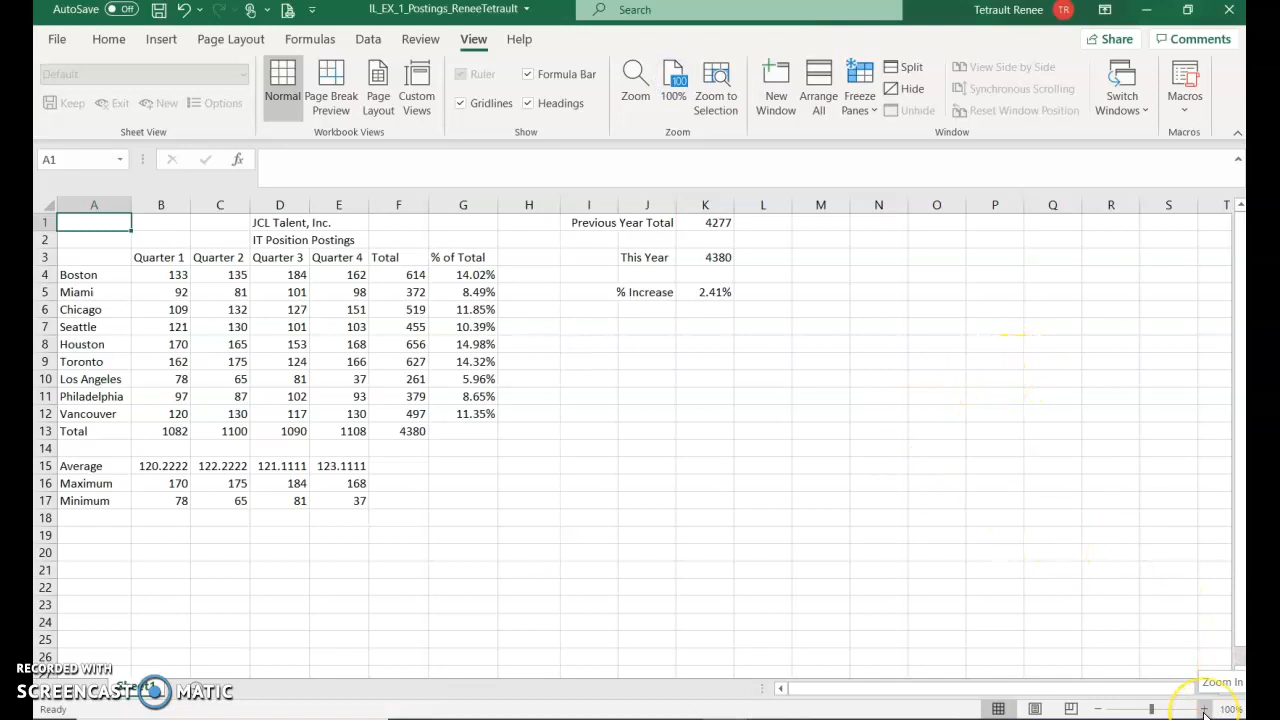 AutoSave Off IL_EX_1_Postings_ReneeTetrault Search Tetrault Renee TR
File Home Insert Page Layout Formulas Data Review View Help Share Comments
Default
Keep Exit New Options
Sheet View
Normal Page Break Preview Page Layout Custom Views
Workbook Views
Ruler Formula Bar
Gridlines Headings
Show
Zoom 100% Zoom to Selection
Zoom
New Window Arrange All Freeze Panes
Split View Side by Side
Hide Synchronous Scrolling
Unhide Reset Window Position
Switch Windows
Window
Macros
Macros
A1 fx
A B C D E F G H I J K L M N O P Q R S T
1 JCL Talent, Inc. Previous Year Total 4277
2 IT Position Postings
3 Quarter 1 Quarter 2 Quarter 3 Quarter 4 Total % of Total This Year 4380
4 Boston 133 135 184 162 614 14.02%
5 Miami 92 81 101 98 372 8.49% % Increase 2.41%
6 Chicago 109 132 127 151 519 11.85%
7 Seattle 121 130 101 103 455 10.39%
8 Houston 170 165 153 168 656 14.98%
9 Toronto 162 175 124 166 627 14.32%
10 Los Angeles 78 65 81 37 261 5.96%
11 Philadelphia 97 87 102 93 379 8.65%
12 Vancouver 120 130 117 130 497 11.35%
13 Total 1082 1100 1090 1108 4380
14
15 Average 120.2222 122.2222 121.1111 123.1111
16 Maximum 170 175 184 168
17 Minimum 78 65 81 37
18
19
20
21
22
23
24
25
26
RECORDED WITH
SCREENCAST MATIC
Zoom In
Ready 100%